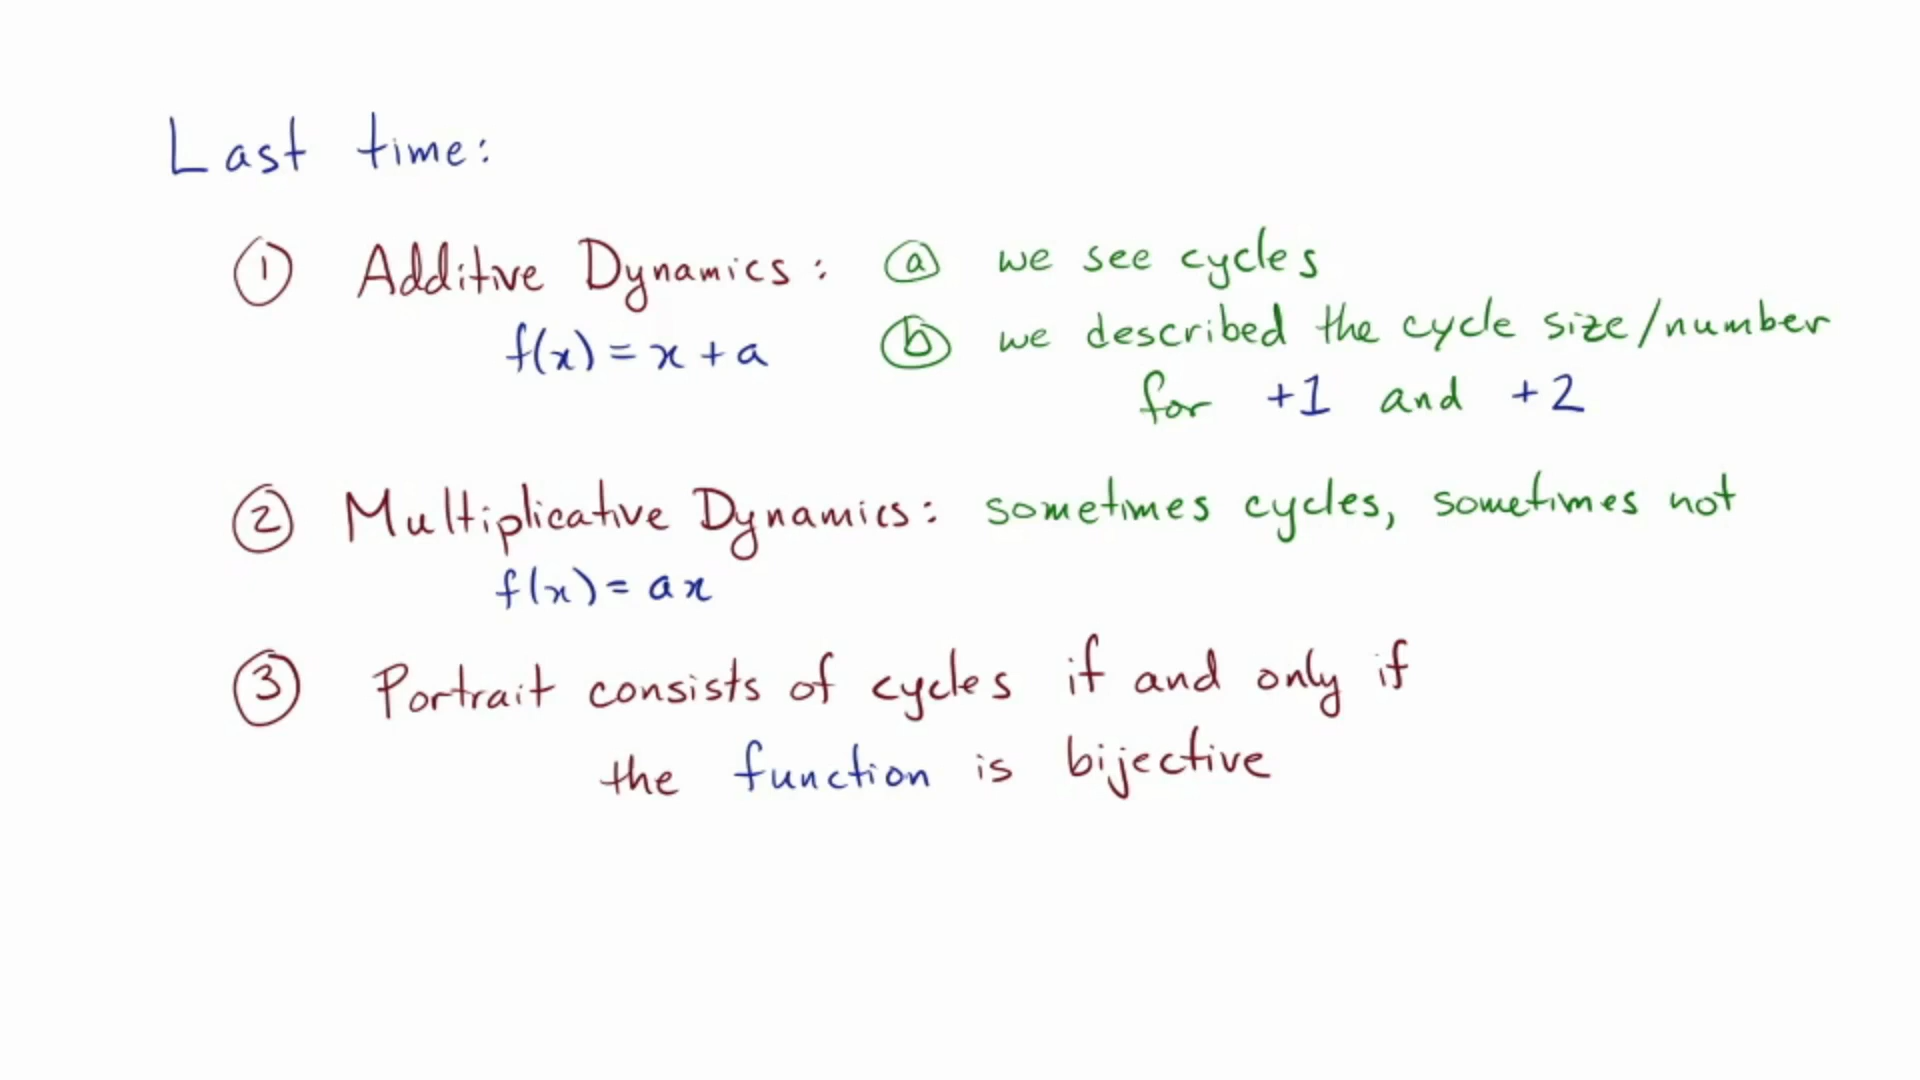 Last time:
① Additive Dynamics: ⓐ we see cycles
f(x) = x + a ⓑ we described the cycle size/number
for +1 and +2
② Multiplicative Dynamics: sometimes cycles, sometimes not
f(x) = ax
③ Portrait consists of cycles if and only if
the function is bijective